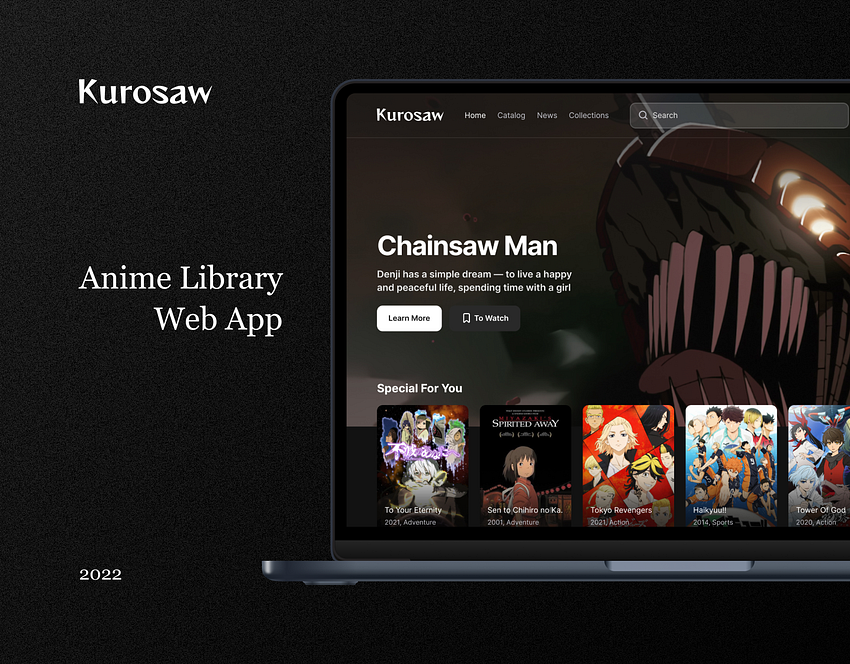 Kurosaw
Anime Library
Web App
2022
Kurosaw
Home
Catalog
News
Collections
Search
Chainsaw Man
Denji has a simple dream — to live a happy
and peaceful life, spending time with a girl
Learn More
To Watch
Special For You
To Your Eternity
2021, Adventure
MIYAZAKI'S
SPIRITED AWAY
Sen to Chihiro no Ka.
2001, Adventure
Tokyo Revengers
2021, Action
Haikyuu!!
2014, Sports
Tower Of God
2020, Action